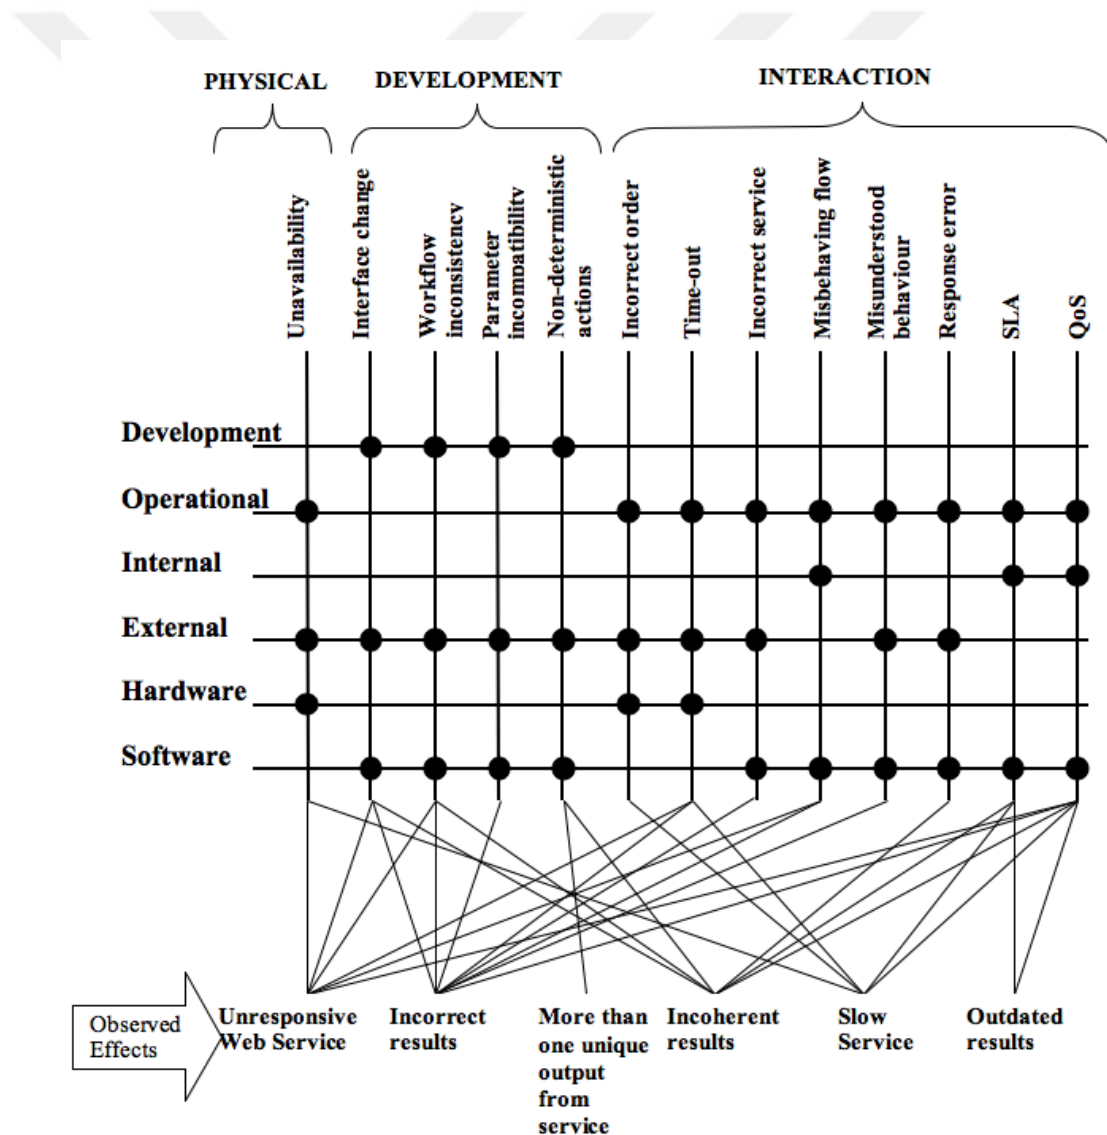 PHYSICAL
DEVELOPMENT
INTERACTION
Unavailability
Interface change
Workflow
inconsistency
Parameter
incompatibility
Non-deterministic
actions
Incorrect order
Time-out
Incorrect service
Misbehaving flow
Misunderstood
behaviour
Response error
SLA
QoS
Development
Operational
Internal
External
Hardware
Software
Observed
Effects
Unresponsive
Web Service
Incorrect
results
More than
one unique
output
from
service
Incoherent
results
Slow
Service
Outdated
results